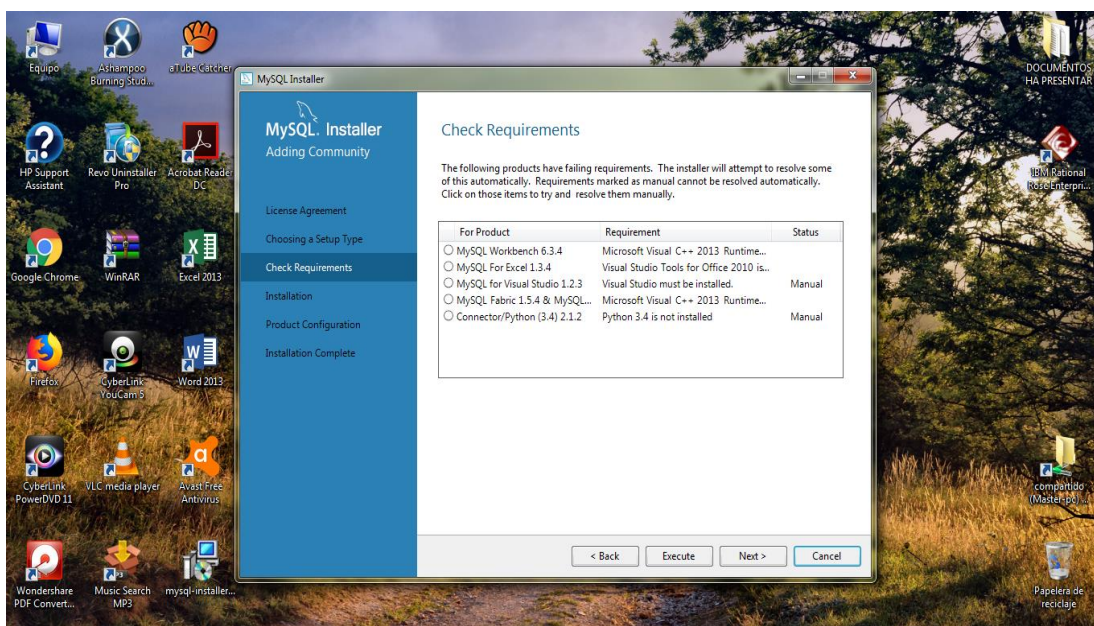 Equipo
Ashampoo
Burning Stud...
aTube Catcher
DOCUMENTOS
HA PRESENTAR
HP Support
Assistant
Revo Uninstaller
Pro
Acrobat Reader
DC
IBM Rational
Rose Enterpri...
Google Chrome
WinRAR
Excel 2013
Firefox
CyberLink
YouCam 5
Word 2013
CyberLink
PowerDVD 11
VLC media player
Avast Free
Antivirus
compartido
(Master-pc) ...
Wondershare
PDF Convert...
Music Search
MP3
mysql-installer...
Papelera de
reciclaje
MySQL Installer
MySQL. Installer
Adding Community
License Agreement
Choosing a Setup Type
Check Requirements
Installation
Product Configuration
Installation Complete
Check Requirements
The following products have failing requirements. The installer will attempt to resolve some
of this automatically. Requirements marked as manual cannot be resolved automatically.
Click on those items to try and resolve them manually.
For Product Requirement Status
MySQL Workbench 6.3.4 Microsoft Visual C++ 2013 Runtime...
MySQL For Excel 1.3.4 Visual Studio Tools for Office 2010 is...
MySQL for Visual Studio 1.2.3 Visual Studio must be installed. Manual
MySQL Fabric 1.5.4 & MySQL... Microsoft Visual C++ 2013 Runtime...
Connector/Python (3.4) 2.1.2 Python 3.4 is not installed Manual
< Back Execute Next > Cancel